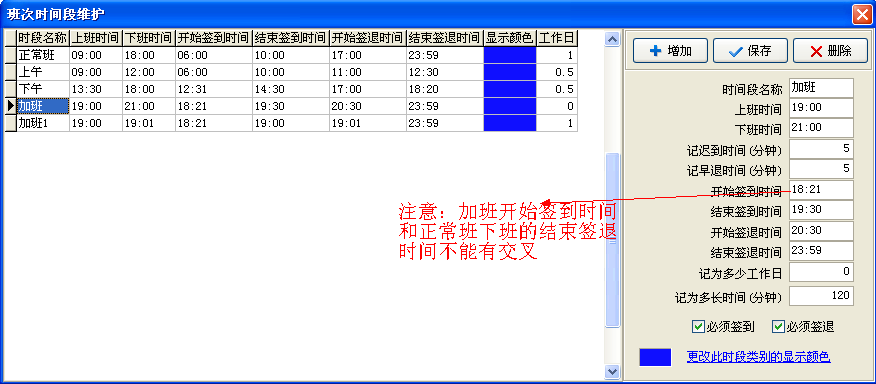 班次时间段维护
时段名称 上班时间 下班时间 开始签到时间 结束签到时间 开始签退时间 结束签退时间 显示颜色 工作日
正常班 09:00 18:00 06:00 10:00 17:00 23:59 1
上午 09:00 12:00 06:00 10:00 11:00 12:30 0.5
下午 13:30 18:00 12:31 14:30 17:00 18:20 0.5
加班 19:00 21:00 18:21 19:30 20:30 23:59 0
加班1 19:00 19:01 18:21 19:00 19:01 23:59 1
注意：加班开始签到时间
和正常班下班的结束签退
时间不能有交叉
增加 保存 删除
时间段名称 加班
上班时间 19:00
下班时间 21:00
记迟到时间(分钟) 5
记早退时间(分钟) 5
开始签到时间 18:21
结束签到时间 19:30
开始签退时间 20:30
结束签退时间 23:59
记为多少工作日 0
记为多长时间(分钟) 120
必须签到 必须签退
更改此时段类别的显示颜色